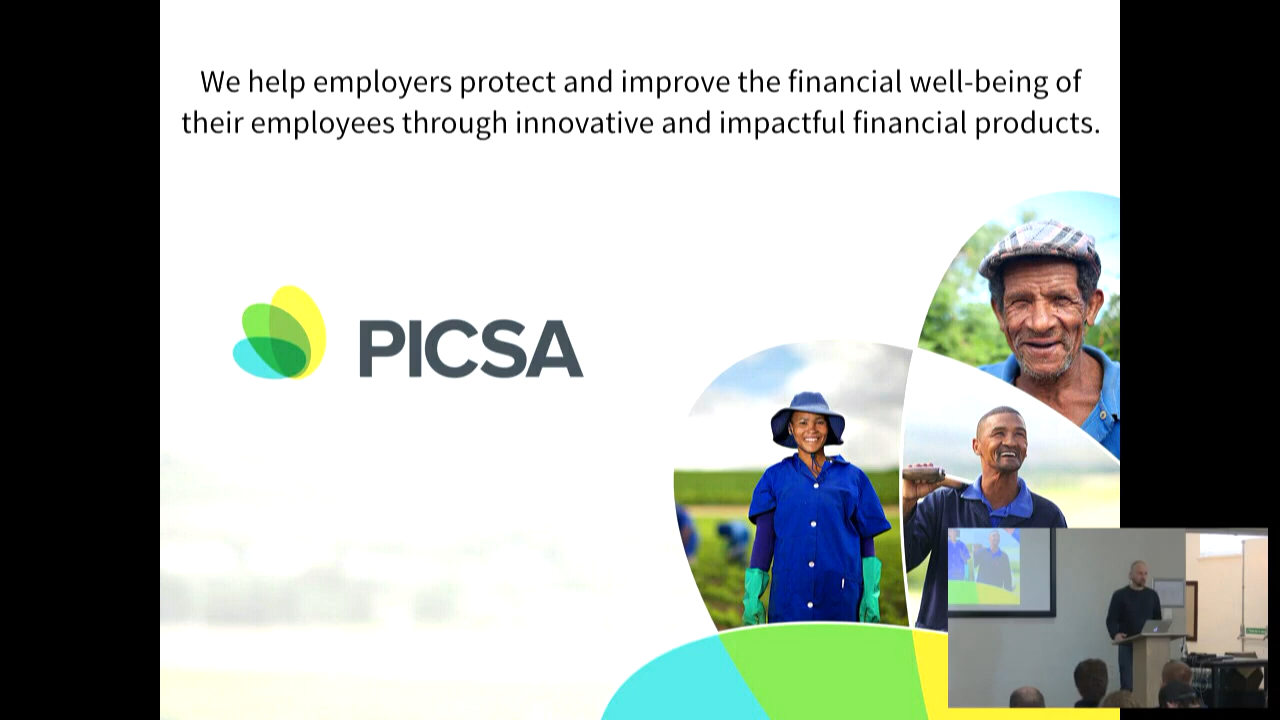 We help employers protect and improve the financial well-being of
their employees through innovative and impactful financial products.
PICSA